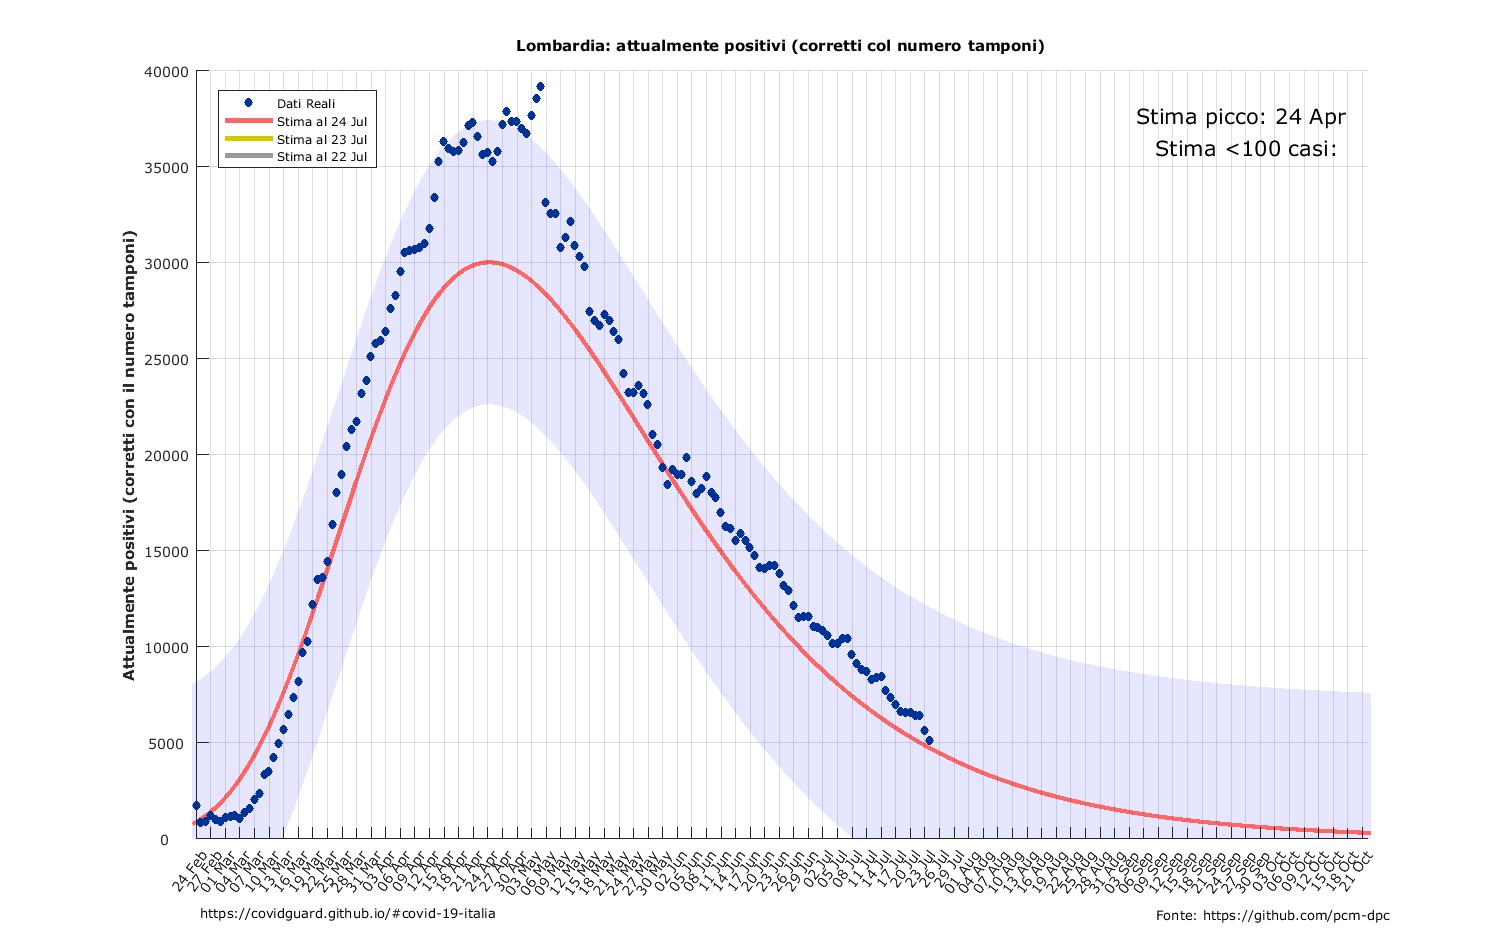 Lombardia: attualmente positivi (corretti col numero tamponi)
Dati Reali
Stima al 24 Jul
Stima al 23 Jul
Stima al 22 Jul
Stima picco: 24 Apr
Stima <100 casi:
Attualmente positivi (corretti con il numero tamponi)
40000
35000
30000
25000
20000
15000
10000
5000
0
24 Feb
27 Feb
01 Mar
04 Mar
07 Mar
10 Mar
13 Mar
16 Mar
19 Mar
22 Mar
25 Mar
28 Mar
31 Mar
03 Apr
06 Apr
09 Apr
12 Apr
15 Apr
18 Apr
21 Apr
24 Apr
27 Apr
30 Apr
03 May
06 May
09 May
12 May
15 May
18 May
21 May
24 May
27 May
30 May
02 Jun
05 Jun
08 Jun
11 Jun
14 Jun
17 Jun
20 Jun
23 Jun
26 Jun
29 Jun
02 Jul
05 Jul
08 Jul
11 Jul
14 Jul
17 Jul
20 Jul
23 Jul
26 Jul
29 Jul
01 Aug
04 Aug
07 Aug
10 Aug
13 Aug
16 Aug
19 Aug
22 Aug
25 Aug
28 Aug
31 Aug
03 Sep
06 Sep
09 Sep
12 Sep
15 Sep
18 Sep
21 Sep
24 Sep
27 Sep
30 Sep
03 Oct
06 Oct
09 Oct
12 Oct
15 Oct
18 Oct
21 Oct
https://covidguard.github.io/#covid-19-italia
Fonte: https://github.com/pcm-dpc